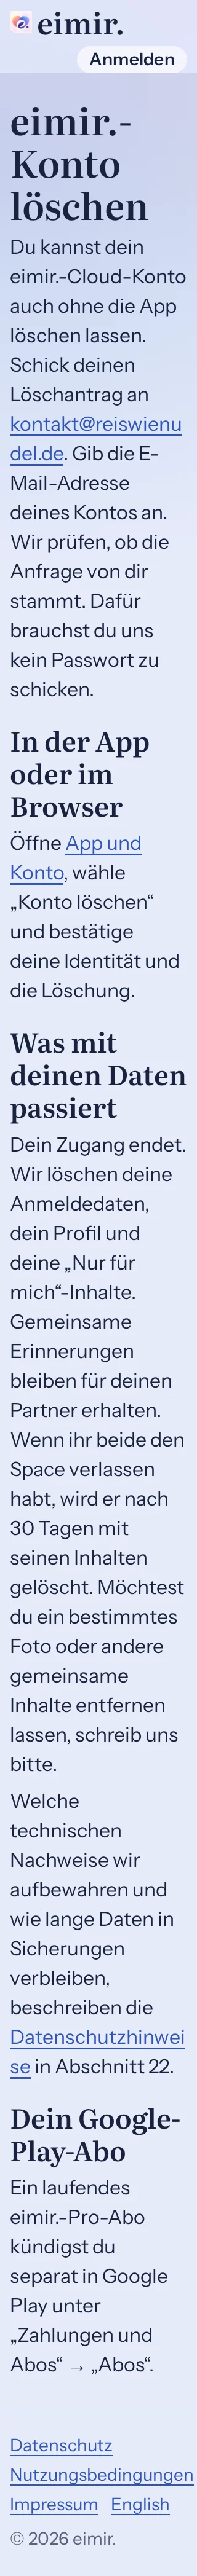 eimir.
Anmelden
eimir.-
Konto
löschen
Du kannst dein
eimir.-Cloud-Konto
auch ohne die App
löschen lassen.
Schick deinen
Löschantrag an
kontakt@reiswienu
del.de. Gib die E-
Mail-Adresse
deines Kontos an.
Wir prüfen, ob die
Anfrage von dir
stammt. Dafür
brauchst du uns
kein Passwort zu
schicken.
In der App
oder im
Browser
Öffne App und
Konto, wähle
„Konto löschen“
und bestätige
deine Identität und
die Löschung.
Was mit
deinen Daten
passiert
Dein Zugang endet.
Wir löschen deine
Anmeldedaten,
dein Profil und
deine „Nur für
mich“-Inhalte.
Gemeinsame
Erinnerungen
bleiben für deinen
Partner erhalten.
Wenn ihr beide den
Space verlassen
habt, wird er nach
30 Tagen mit
seinen Inhalten
gelöscht. Möchtest
du ein bestimmtes
Foto oder andere
gemeinsame
Inhalte entfernen
lassen, schreib uns
bitte.
Welche
technischen
Nachweise wir
aufbewahren und
wie lange Daten in
Sicherungen
verbleiben,
beschreiben die
Datenschutzhinwei
se in Abschnitt 22.
Dein Google-
Play-Abo
Ein laufendes
eimir.-Pro-Abo
kündigst du
separat in Google
Play unter
„Zahlungen und
Abos“ → „Abos“.
Datenschutz
Nutzungsbedingungen
Impressum English
© 2026 eimir.